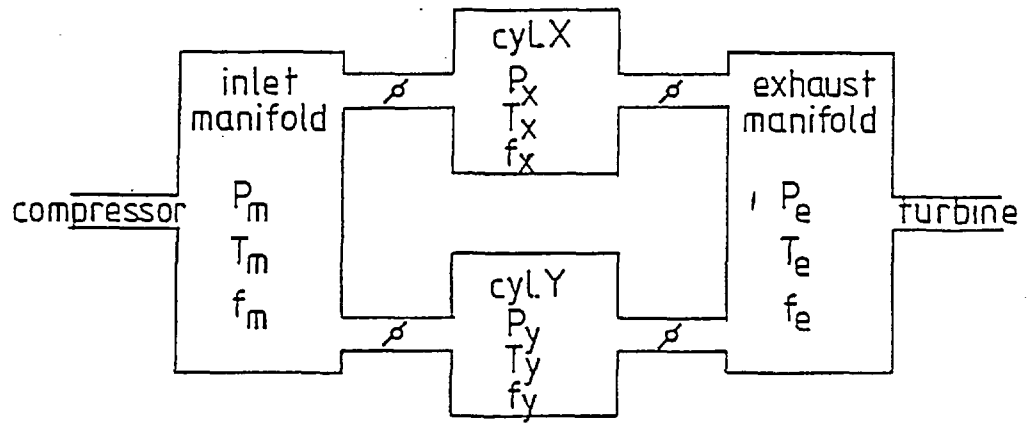 cyl.X
Px
Tx
fx
inlet
manifold
Pm
Tm
fm
exhaust
manifold
Pe
Te
fe
compressor
turbine
cyl.Y
Py
Ty
fy